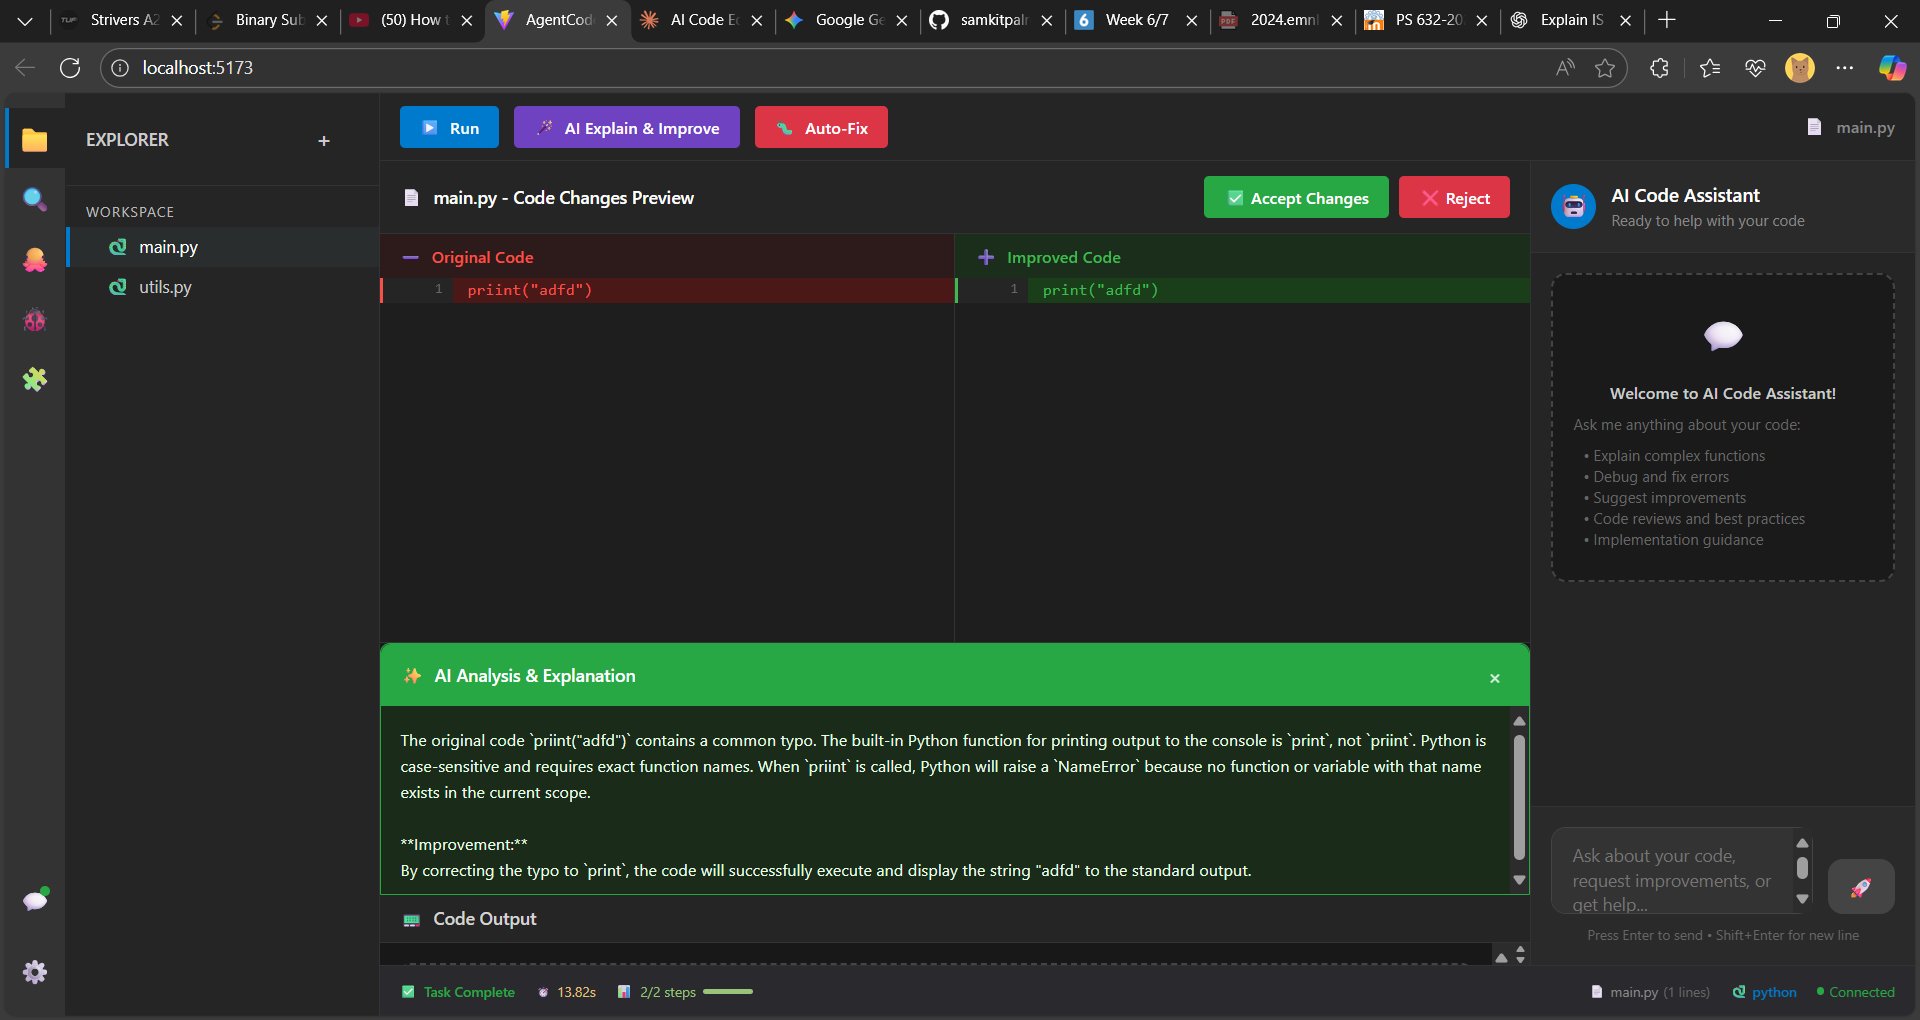 Strivers A2
Binary Sub
(50) How t
AgentCod
AI Code Ed
Google Ge
samkitpalr
Week 6/7
2024.emnl
PS 632-20
Explain IS
localhost:5173
EXPLORER
+
Run
AI Explain & Improve
Auto-Fix
main.py
WORKSPACE
main.py
utils.py
main.py - Code Changes Preview
Accept Changes
Reject
Original Code
1 priint("adfd")
Improved Code
1 print("adfd")
AI Analysis & Explanation
×
The original code `priint("adfd")` contains a common typo. The built-in Python function for printing output to the console is `print`, not `priint`. Python is
case-sensitive and requires exact function names. When `priint` is called, Python will raise a `NameError` because no function or variable with that name
exists in the current scope.
**Improvement:**
By correcting the typo to `print`, the code will successfully execute and display the string "adfd" to the standard output.
Code Output
AI Code Assistant
Ready to help with your code
Welcome to AI Code Assistant!
Ask me anything about your code:
• Explain complex functions
• Debug and fix errors
• Suggest improvements
• Code reviews and best practices
• Implementation guidance
Ask about your code,
request improvements, or
get help...
Press Enter to send • Shift+Enter for new line
Task Complete
13.82s
2/2 steps
main.py (1 lines)
python
Connected